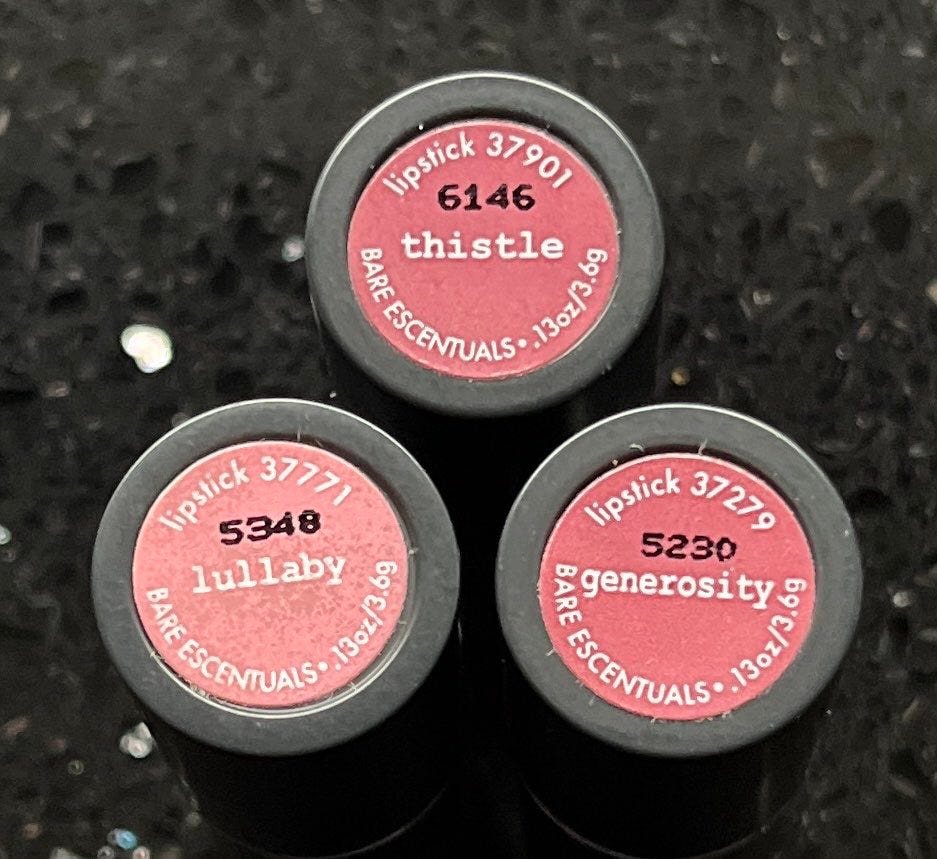 lipstick 37901
6146
thistle
BARE ESCENTUALS • .13oz/3.6g
lipstick 37771
5348
lullaby
BARE ESCENTUALS • .13oz/3.6g
lipstick 37279
5230
generosity
BARE ESCENTUALS • .13oz/3.6g